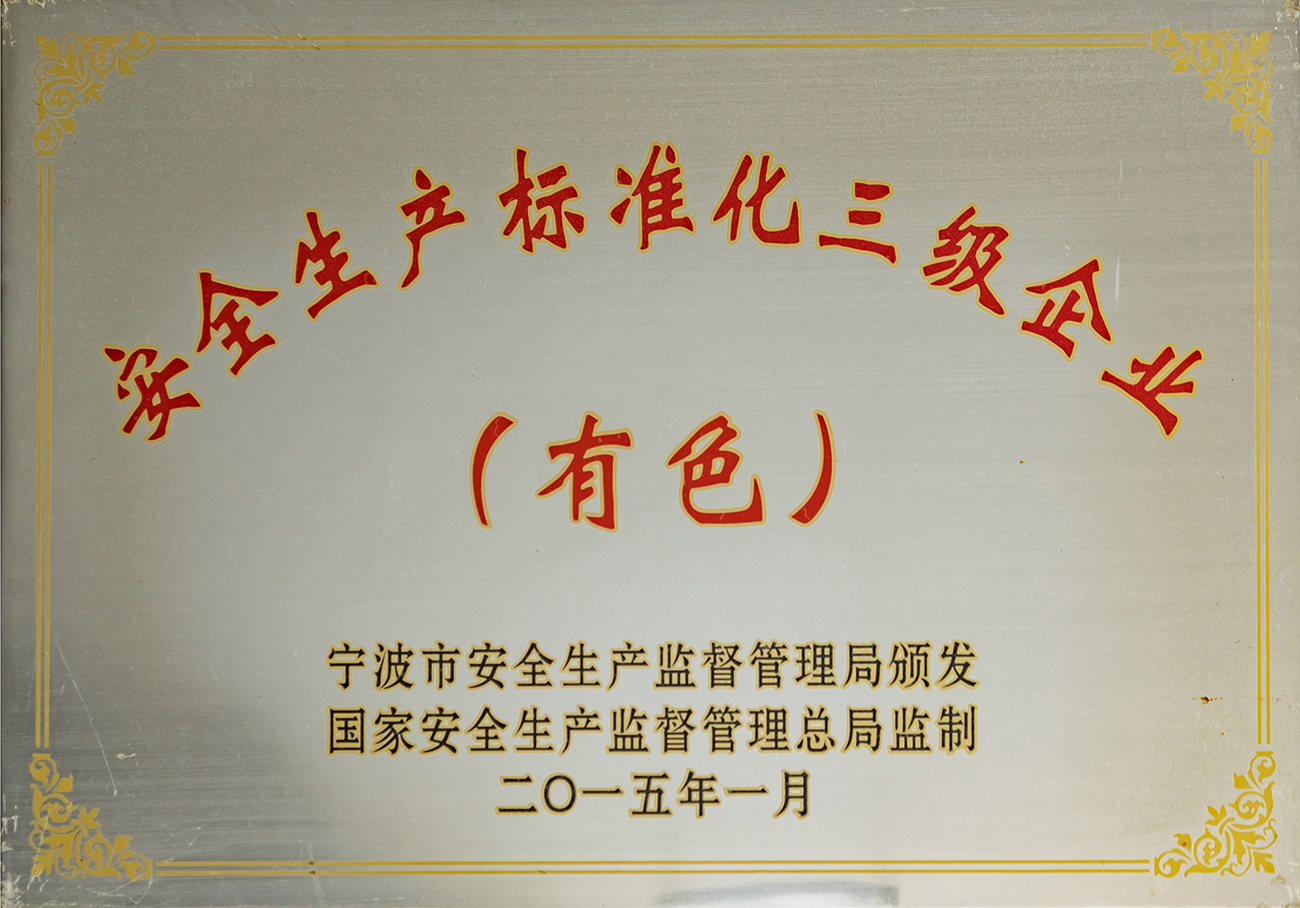 安全生产标准化三级企业
（有色）
宁波市安全生产监督管理局颁发
国家安全生产监督管理总局监制
二〇一五年一月